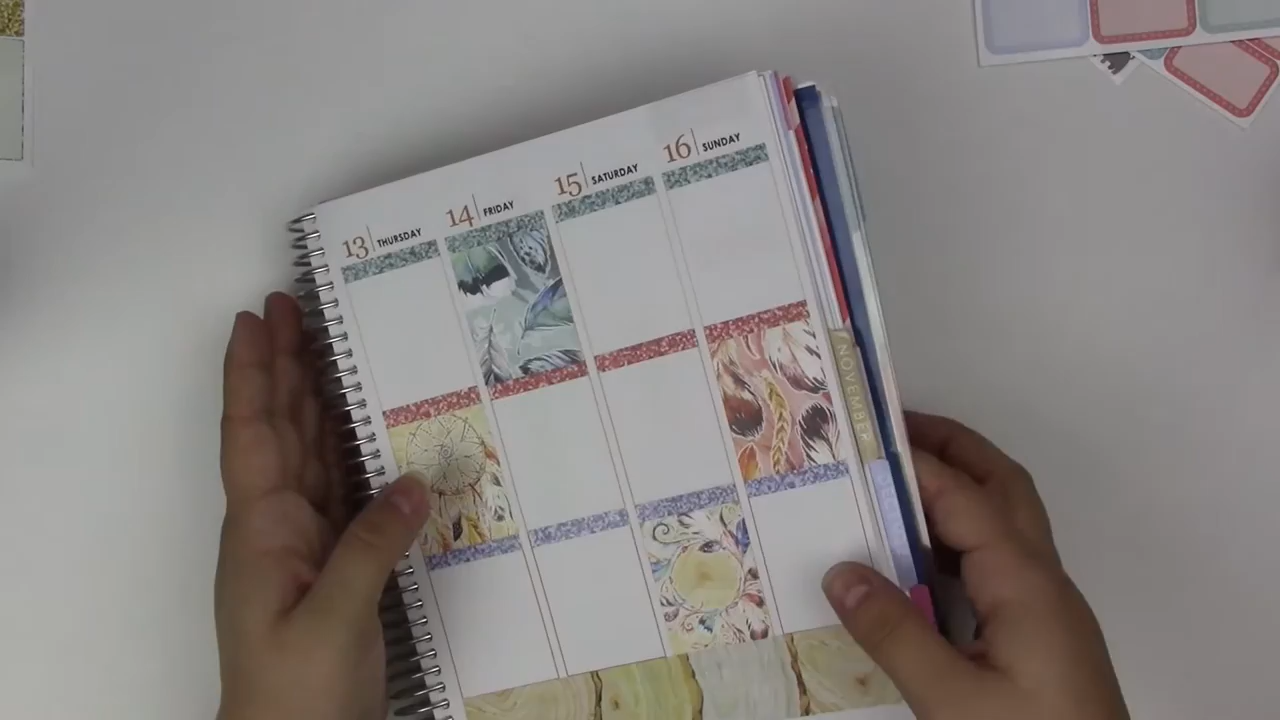 13 THURSDAY
14 FRIDAY
15 SATURDAY
16 SUNDAY
NOVEMBER